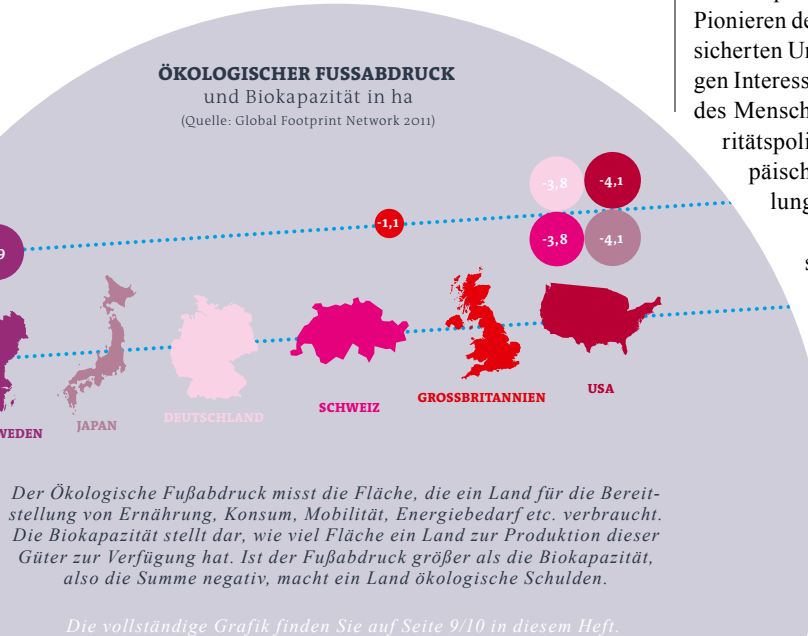 ÖKOLOGISCHER FUSSABDRUCK
und Biokapazität in ha
(Quelle: Global Footprint Network 2011)
-3,8 -4,1
-1,1
-3,8 -4,1
9
WEDEN
JAPAN
DEUTSCHLAND
SCHWEIZ
GROSSBRITANNIEN
USA
Der Ökologische Fußabdruck misst die Fläche, die ein Land für die Bereit-
stellung von Ernährung, Konsum, Mobilität, Energiebedarf etc. verbraucht.
Die Biokapazität stellt dar, wie viel Fläche ein Land zur Produktion dieser
Güter zur Verfügung hat. Ist der Fußabdruck größer als die Biokapazität,
also die Summe negativ, macht ein Land ökologische Schulden.
Die vollständige Grafik finden Sie auf Seite 9/10 in diesem Heft.
Pionieren de
sicherten Un
gen Interess
des Mensch
ritätspoli
päisch
lung
s